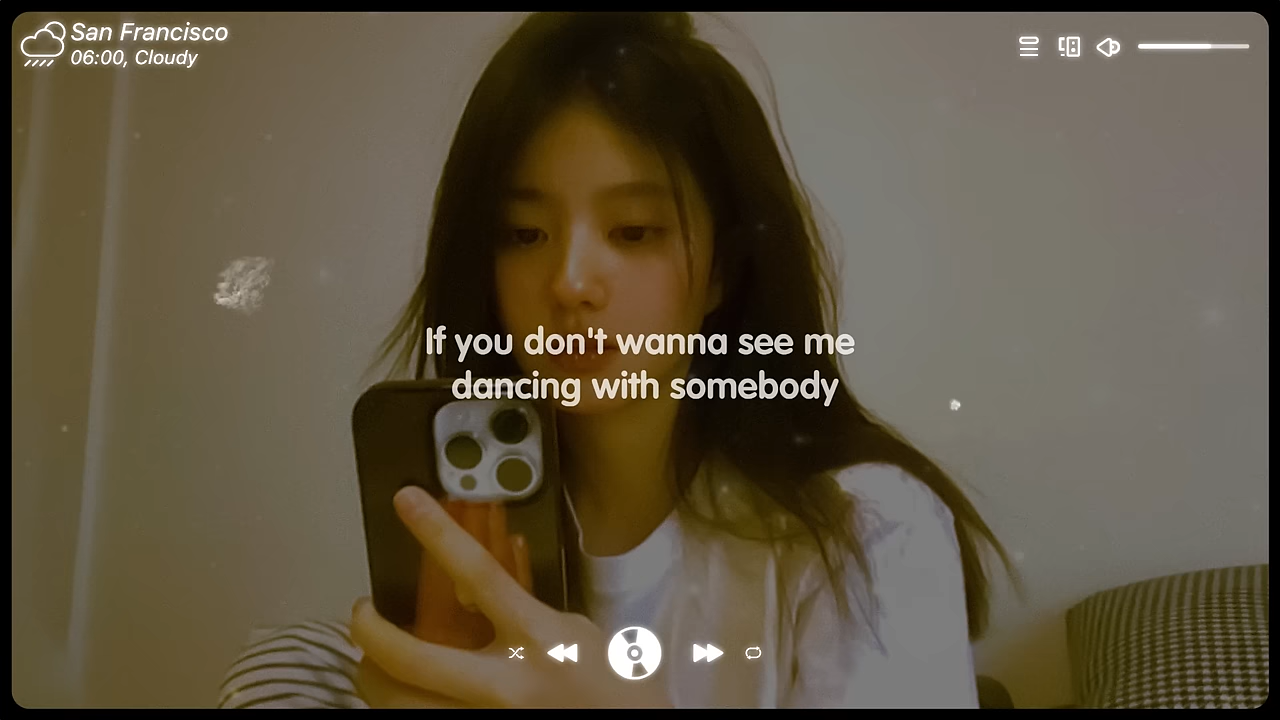 San Francisco
06:00, Cloudy
If you don't wanna see me
dancing with somebody